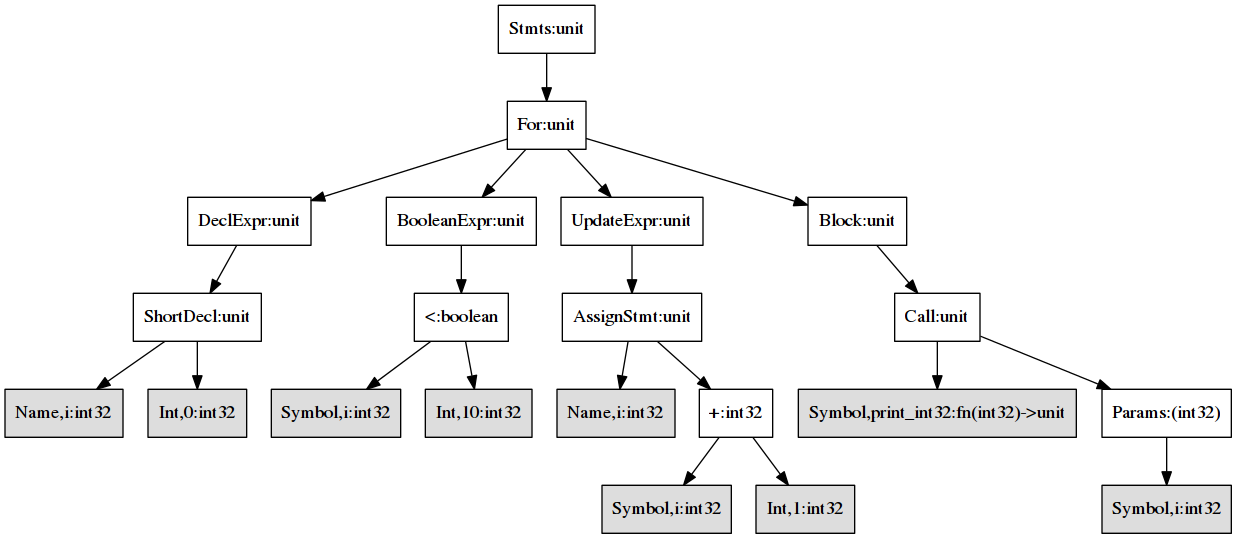 Stmts:unit
For:unit
DeclExpr:unit
BooleanExpr:unit
UpdateExpr:unit
Block:unit
ShortDecl:unit
<:boolean
AssignStmt:unit
Call:unit
Name,i:int32
Int,0:int32
Symbol,i:int32
Int,10:int32
Name,i:int32
+:int32
Symbol,print_int32:fn(int32)->unit
Params:(int32)
Symbol,i:int32
Int,1:int32
Symbol,i:int32